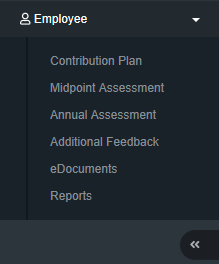 Employee
Contribution Plan
Midpoint Assessment
Annual Assessment
Additional Feedback
eDocuments
Reports